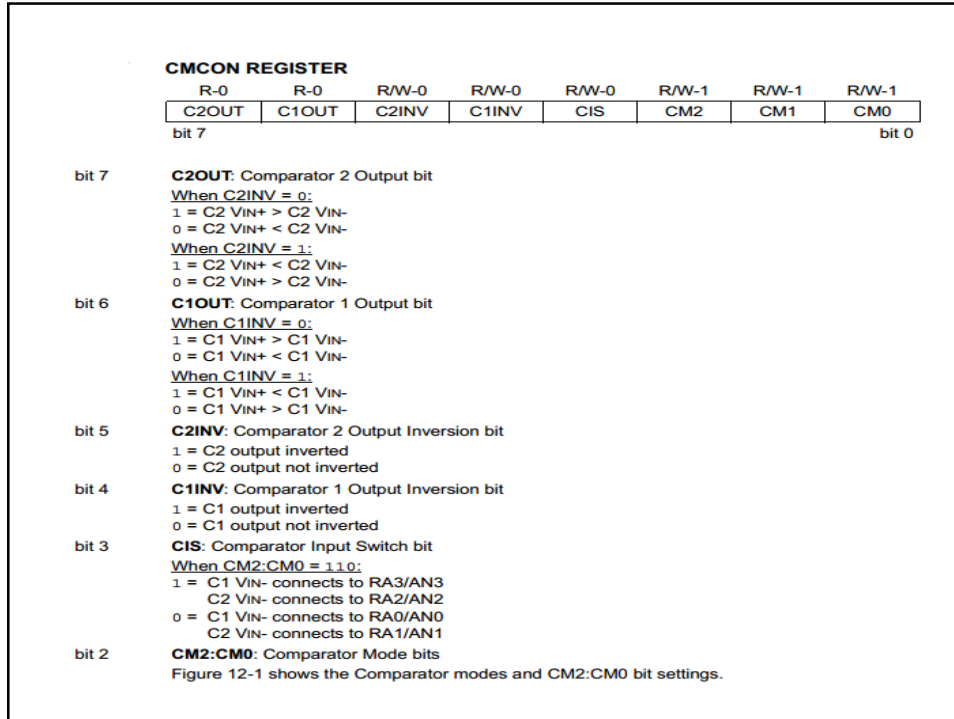 CMCON REGISTER
R-0 R-0 R/W-0 R/W-0 R/W-0 R/W-1 R/W-1 R/W-1
C2OUT C1OUT C2INV C1INV CIS CM2 CM1 CM0
bit 7 bit 0
bit 7 C2OUT: Comparator 2 Output bit
When C2INV = 0:
1 = C2 VIN+ > C2 VIN-
0 = C2 VIN+ < C2 VIN-
When C2INV = 1:
1 = C2 VIN+ < C2 VIN-
0 = C2 VIN+ > C2 VIN-
bit 6 C1OUT: Comparator 1 Output bit
When C1INV = 0:
1 = C1 VIN+ > C1 VIN-
0 = C1 VIN+ < C1 VIN-
When C1INV = 1:
1 = C1 VIN+ < C1 VIN-
0 = C1 VIN+ > C1 VIN-
bit 5 C2INV: Comparator 2 Output Inversion bit
1 = C2 output inverted
0 = C2 output not inverted
bit 4 C1INV: Comparator 1 Output Inversion bit
1 = C1 output inverted
0 = C1 output not inverted
bit 3 CIS: Comparator Input Switch bit
When CM2:CM0 = 110:
1 = C1 VIN- connects to RA3/AN3
C2 VIN- connects to RA2/AN2
0 = C1 VIN- connects to RA0/AN0
C2 VIN- connects to RA1/AN1
bit 2 CM2:CM0: Comparator Mode bits
Figure 12-1 shows the Comparator modes and CM2:CM0 bit settings.